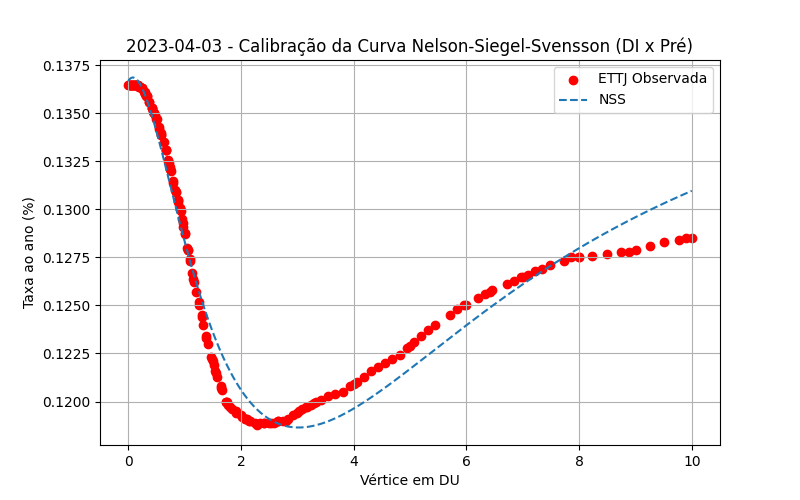 2023-04-03 - Calibração da Curva Nelson-Siegel-Svensson (DI x Pré)
Taxa ao ano (%)
0.1375
0.1350
0.1325
0.1300
0.1275
0.1250
0.1225
0.1200
ETTJ Observada
NSS
0 2 4 6 8 10
Vértice em DU